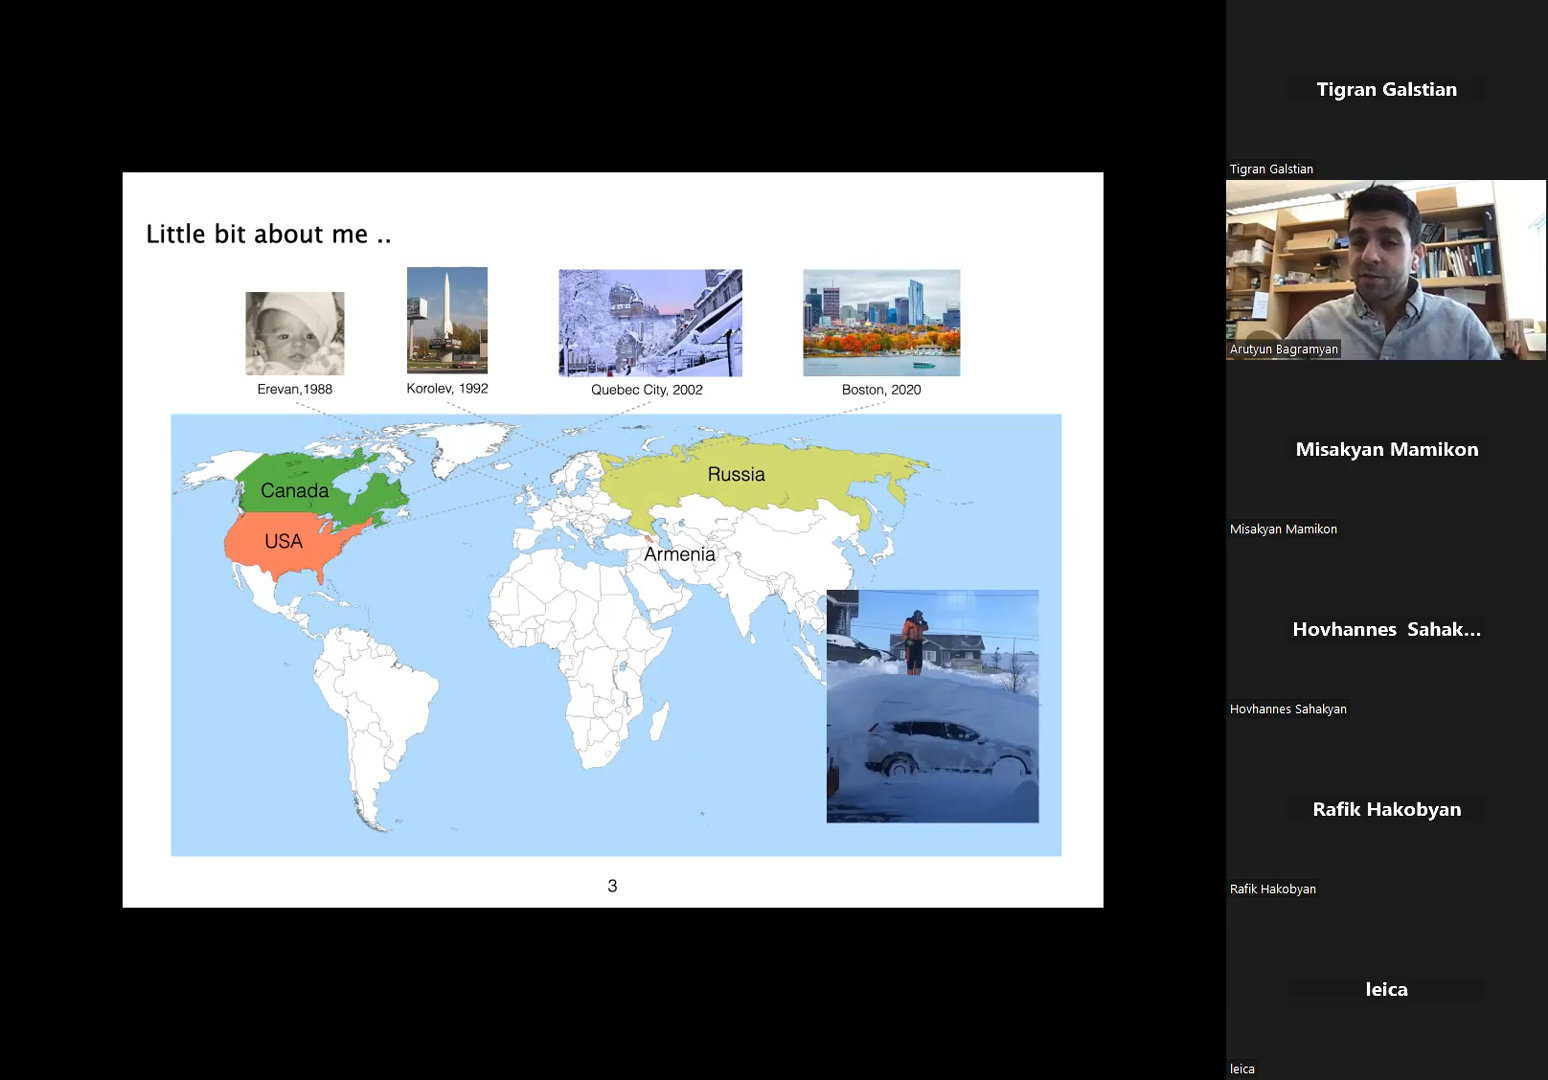 Little bit about me ..
Erevan,1988
Korolev, 1992
Quebec City, 2002
Boston, 2020
Canada
USA
Russia
Armenia
3
Tigran Galstian
Tigran Galstian
Arutyun Bagramyan
Misakyan Mamikon
Misakyan Mamikon
Hovhannes  Sahak...
Hovhannes Sahakyan
Rafik Hakobyan
Rafik Hakobyan
leica
leica